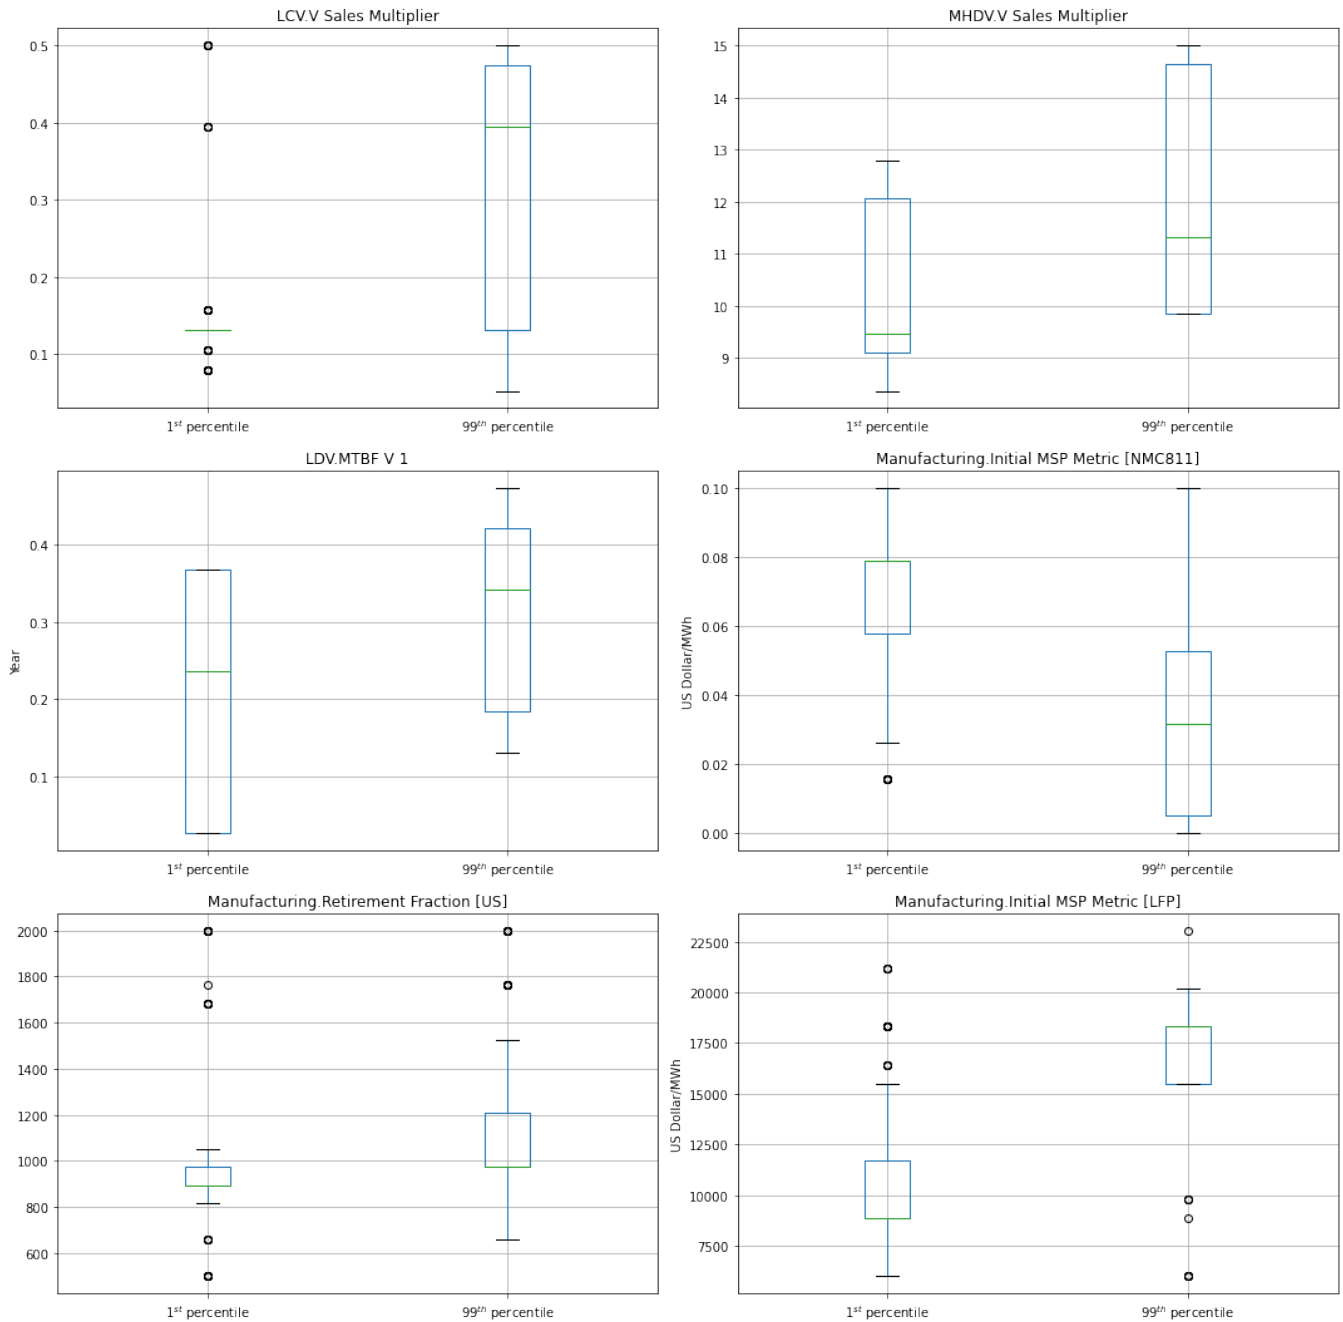 LCV.V Sales Multiplier
0.5
0.4
0.3
0.2
0.1
1st percentile
99th percentile
MHDV.V Sales Multiplier
15
14
13
12
11
10
9
1st percentile
99th percentile
LDV.MTBF V 1
Year
0.4
0.3
0.2
0.1
1st percentile
99th percentile
Manufacturing.Initial MSP Metric [NMC811]
US Dollar/MWh
0.10
0.08
0.06
0.04
0.02
0.00
1st percentile
99th percentile
Manufacturing.Retirement Fraction [US]
2000
1800
1600
1400
1200
1000
800
600
1st percentile
99th percentile
Manufacturing.Initial MSP Metric [LFP]
US Dollar/MWh
22500
20000
17500
15000
12500
10000
7500
1st percentile
99th percentile